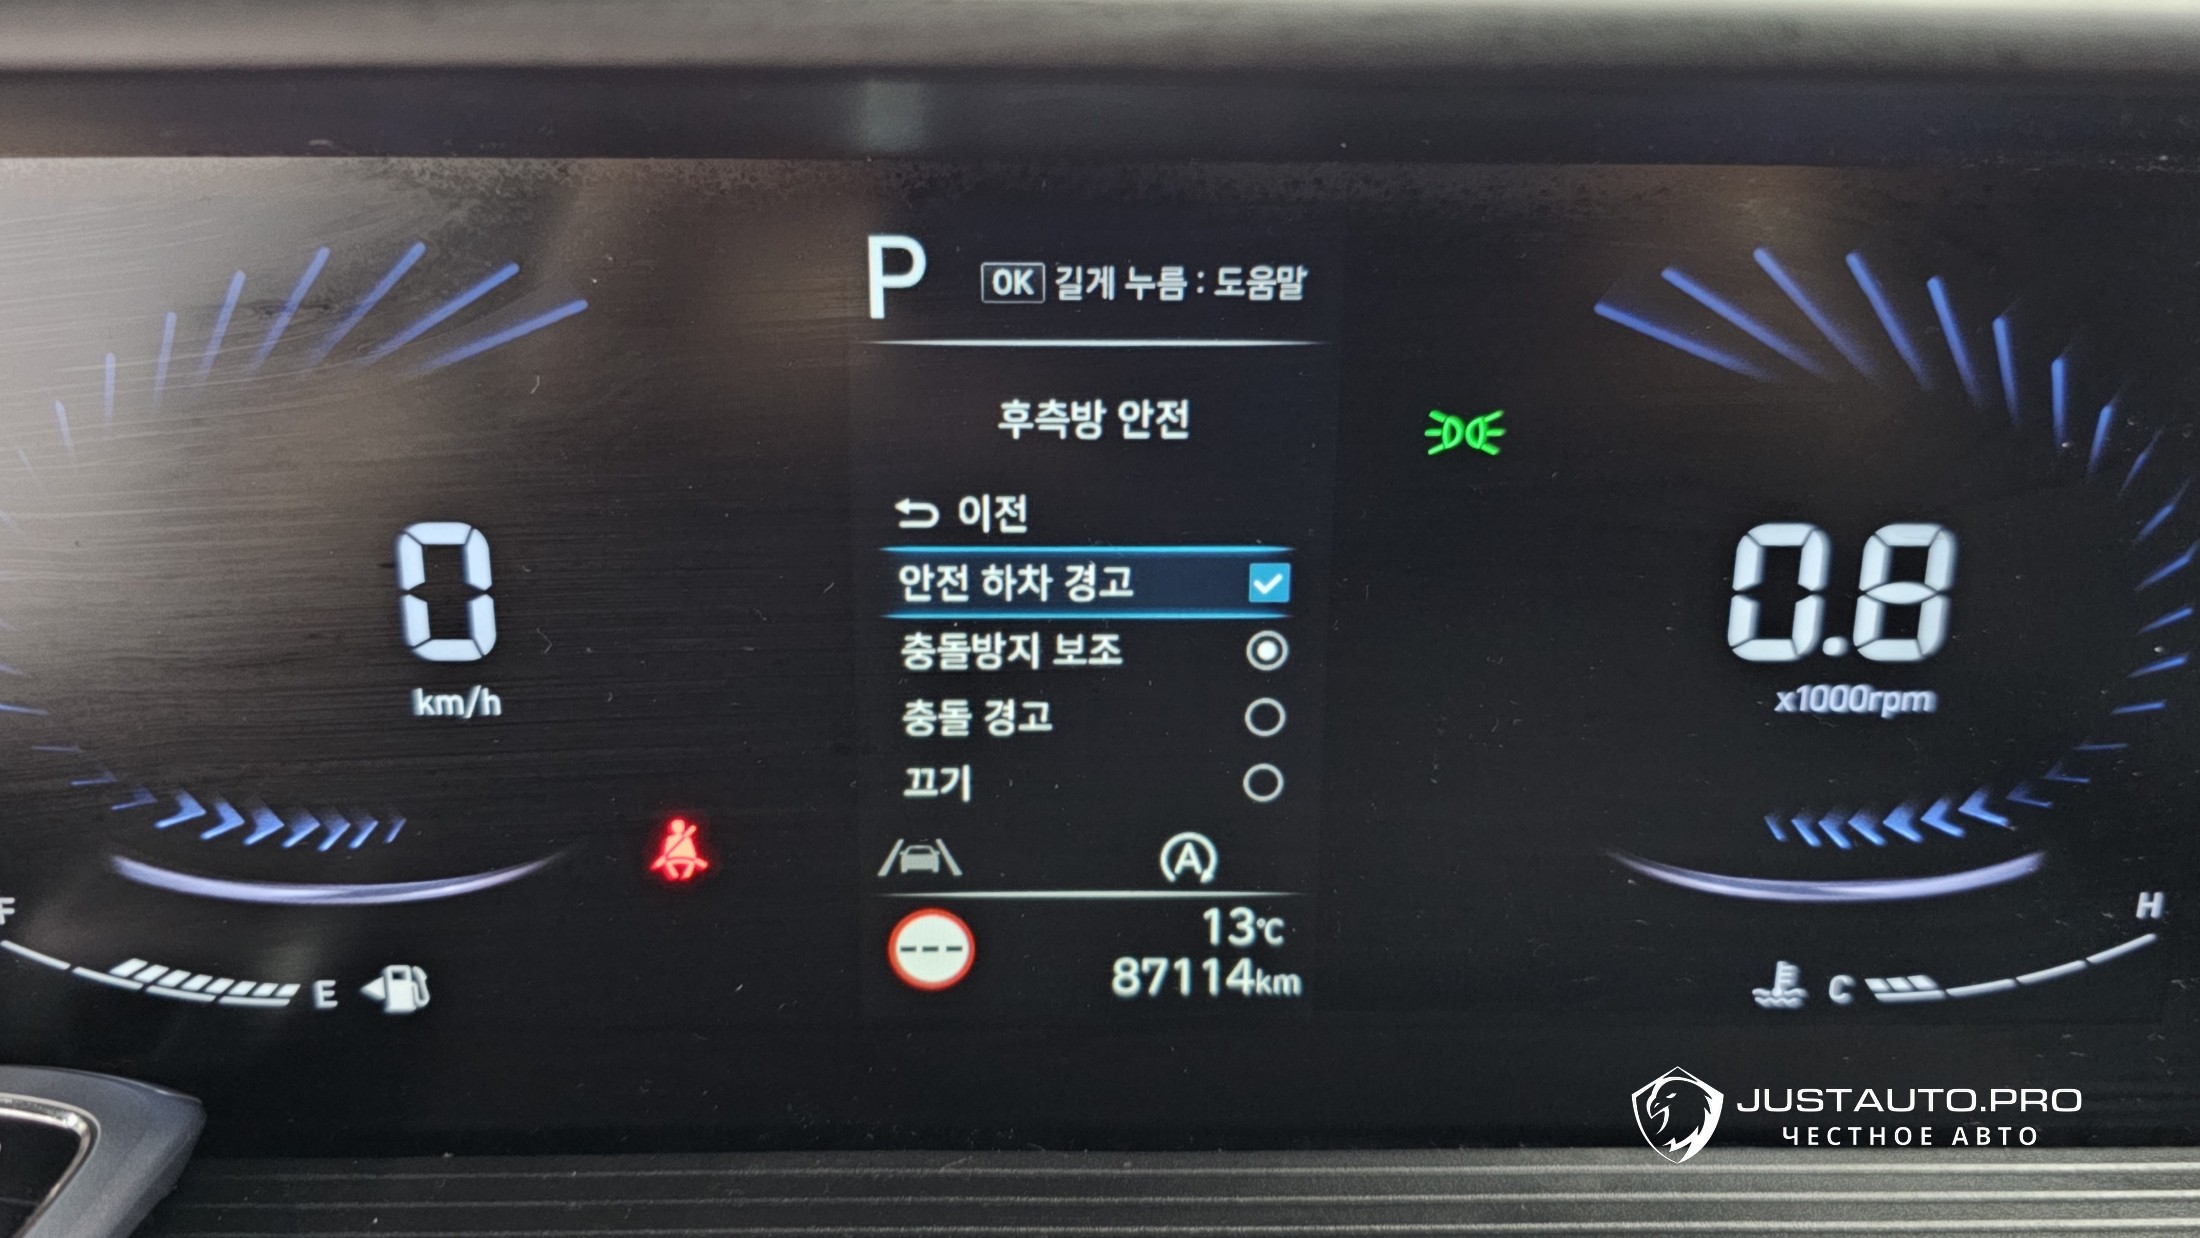 P
OK 길게 누름 : 도움말
후측방 안전
이전
안전 하차 경고
충돌방지 보조
충돌 경고
끄기
0
km/h
0.8
x1000rpm
A
13℃
87114km
F
E
C
H
JUSTAUTO.PRO
ЧЕСТНОЕ АВТО